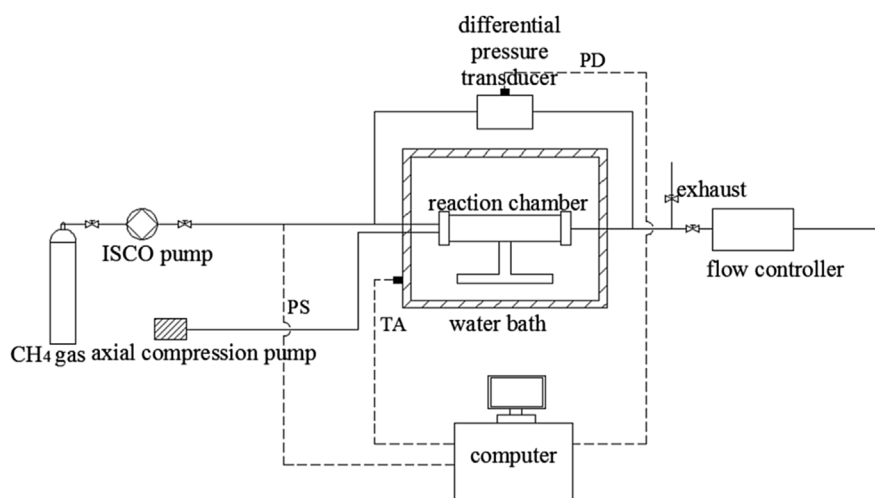 differential
pressure
transducer
PD
reaction chamber
exhaust
ISCO pump
flow controller
PS
TA
water bath
CH4 gas
axial compression pump
computer